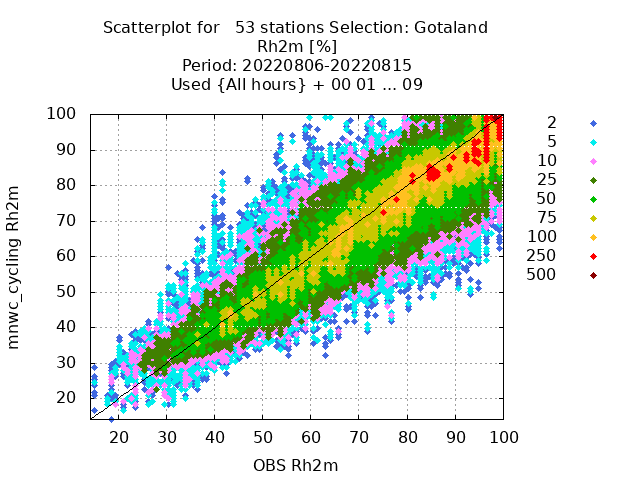 Scatterplot for   53 stations Selection: Gotaland
Rh2m [%]
Period: 20220806-20220815
Used {All hours} + 00 01 ... 09
100
90
80
70
60
50
40
30
20
mnwc_cycling Rh2m
20 30 40 50 60 70 80 90 100
OBS Rh2m
2
5
10
25
50
75
100
250
500